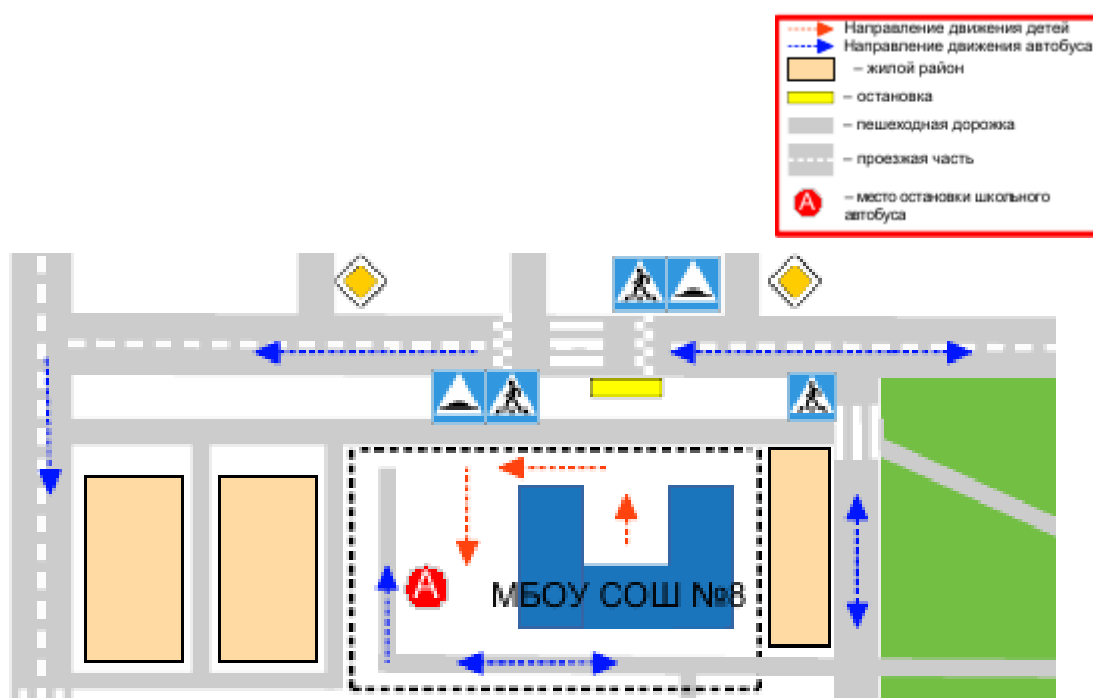 Направление движения детей
Направление движения автобуса
– жилой район
– остановка
– пешеходная дорожка
– проезжая часть
А – место остановки школьного
автобуса
А
МБОУ СОШ №8